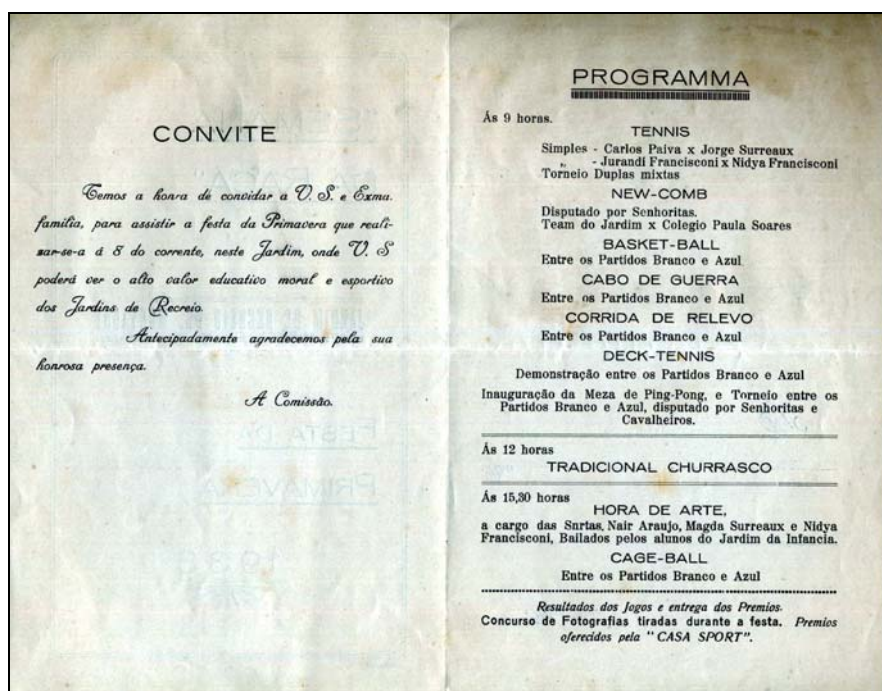 CONVITE
Temos a honra de convidar a V. S. e Exma.
familia, para assistir a festa da Primavera que reali-
sar-se-a á 8 do corrente, neste Jardim, onde V. S
poderá ver o alto valor educativo moral e esportivo
dos Jardins de Recreio.
Antecipadamente agradecemos pela sua
honrosa presença.
A Comissão.
PROGRAMMA
Ás 9 horas.
TENNIS
Simples - Carlos Paiva x Jorge Surreaux
„ - Jurandi Francisconi x Nidya Francisconi
Torneio Duplas mixtas
NEW-COMB
Disputado por Senhoritas.
Team do Jardim x Colegio Paula Soares
BASKET-BALL
Entre os Partidos Branco e Azul
CABO DE GUERRA
Entre os Partidos Branco e Azul
CORRIDA DE RELEVO
Entre os Partidos Branco e Azul
DECK-TENNIS
Demonstração entre os Partidos Branco e Azul
Inauguração da Meza de Ping-Pong, e Torneio entre os
Partidos Branco e Azul, disputado por Senhoritas e
Cavalheiros.
Ás 12 horas
TRADICIONAL CHURRASCO
Ás 15,30 horas
HORA DE ARTE,
a cargo das Snrtas. Nair Araujo, Magda Surreaux e Nidya
Francisconi, Bailados pelos alunos do Jardim da Infancia.
CAGE-BALL
Entre os Partidos Branco e Azul
Resultados dos Jogos e entrega dos Premios.
Concurso de Fotografias tiradas durante a festa. Premios
oferecidos pela "CASA SPORT".
FESTA DA
PRIMAVERA